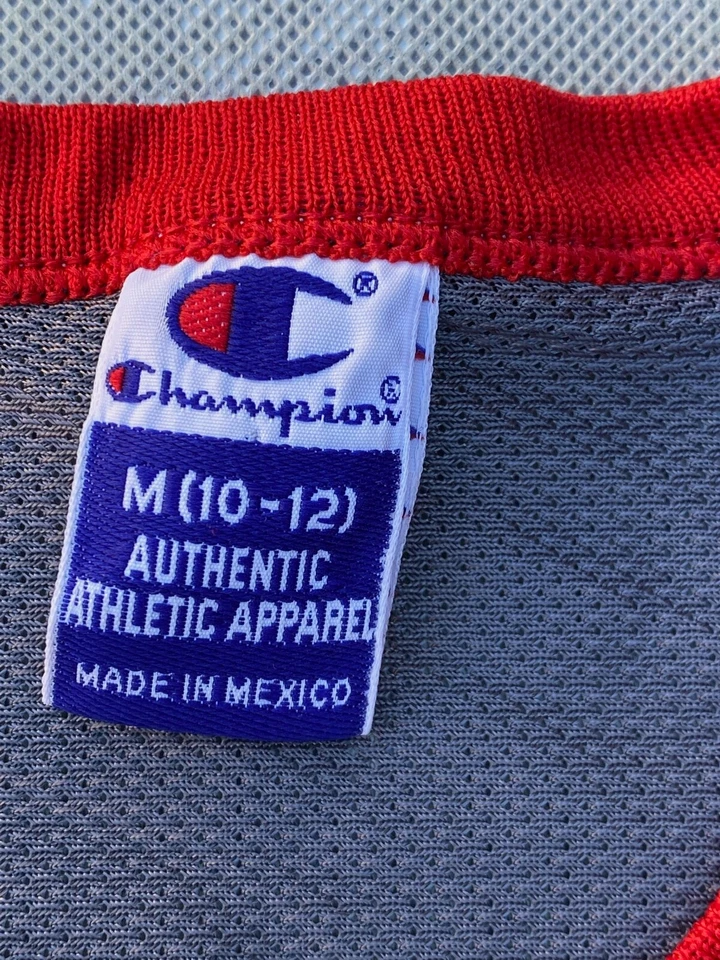 ®
Champion®
M (10-12)
AUTHENTIC
ATHLETIC APPAREL
MADE IN MEXICO